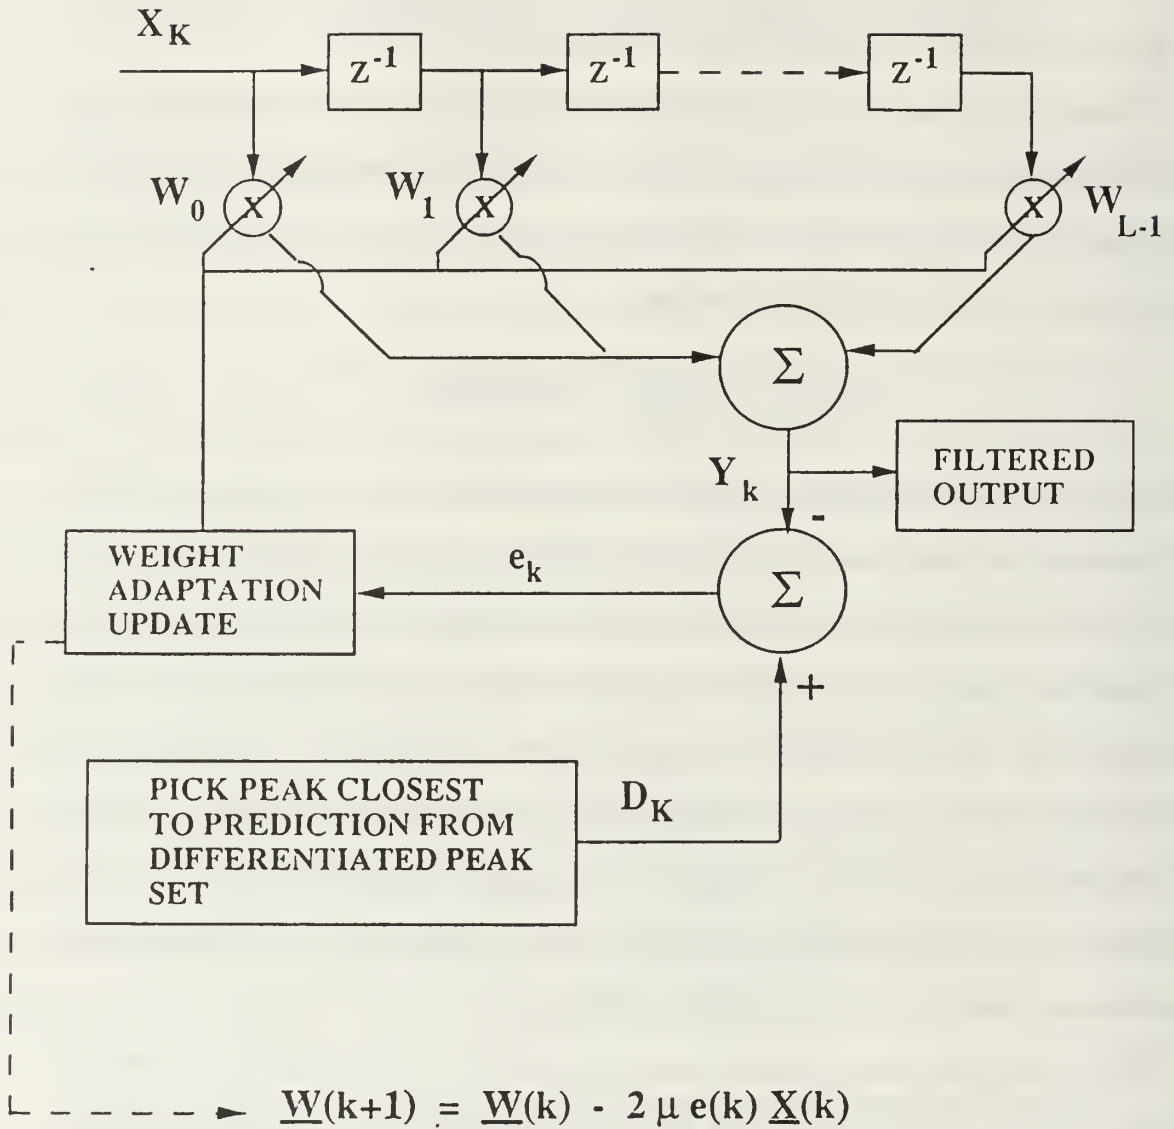 X_K
z^-1 z^-1 z^-1
W_0 X W_1 X X W_L-1
Σ
Y_k
FILTERED
OUTPUT
-
WEIGHT
ADAPTATION
UPDATE
e_k
Σ
+
PICK PEAK CLOSEST
TO PREDICTION FROM
DIFFERENTIATED PEAK
SET
D_K
W(k+1) = W(k) - 2 μ e(k) X(k)